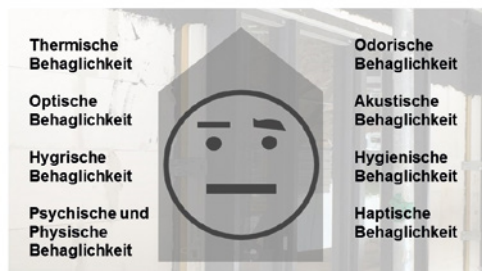 Thermische
Behaglichkeit
Optische
Behaglichkeit
Hygrische
Behaglichkeit
Psychische und
Physische
Behaglichkeit
Odorische
Behaglichkeit
Akustische
Behaglichkeit
Hygienische
Behaglichkeit
Haptische
Behaglichkeit